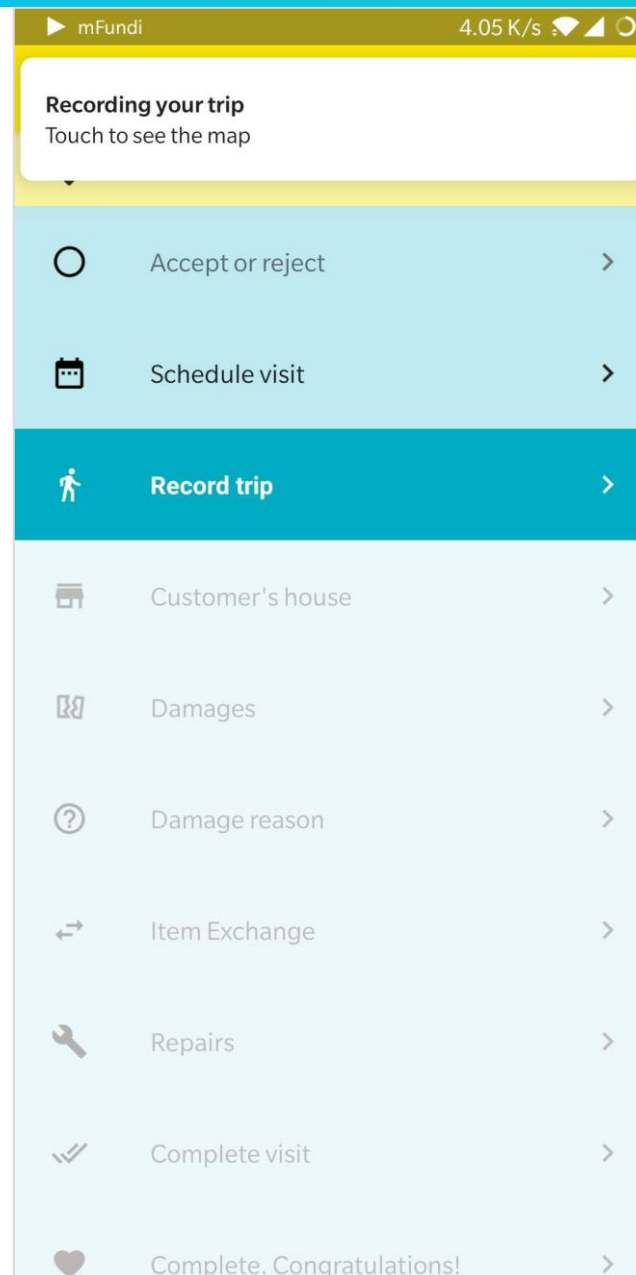 mFundi 4.05 K/s
Recording your trip
Touch to see the map
Accept or reject
Schedule visit
Record trip
Customer's house
Damages
Damage reason
Item Exchange
Repairs
Complete visit
Complete. Congratulations!